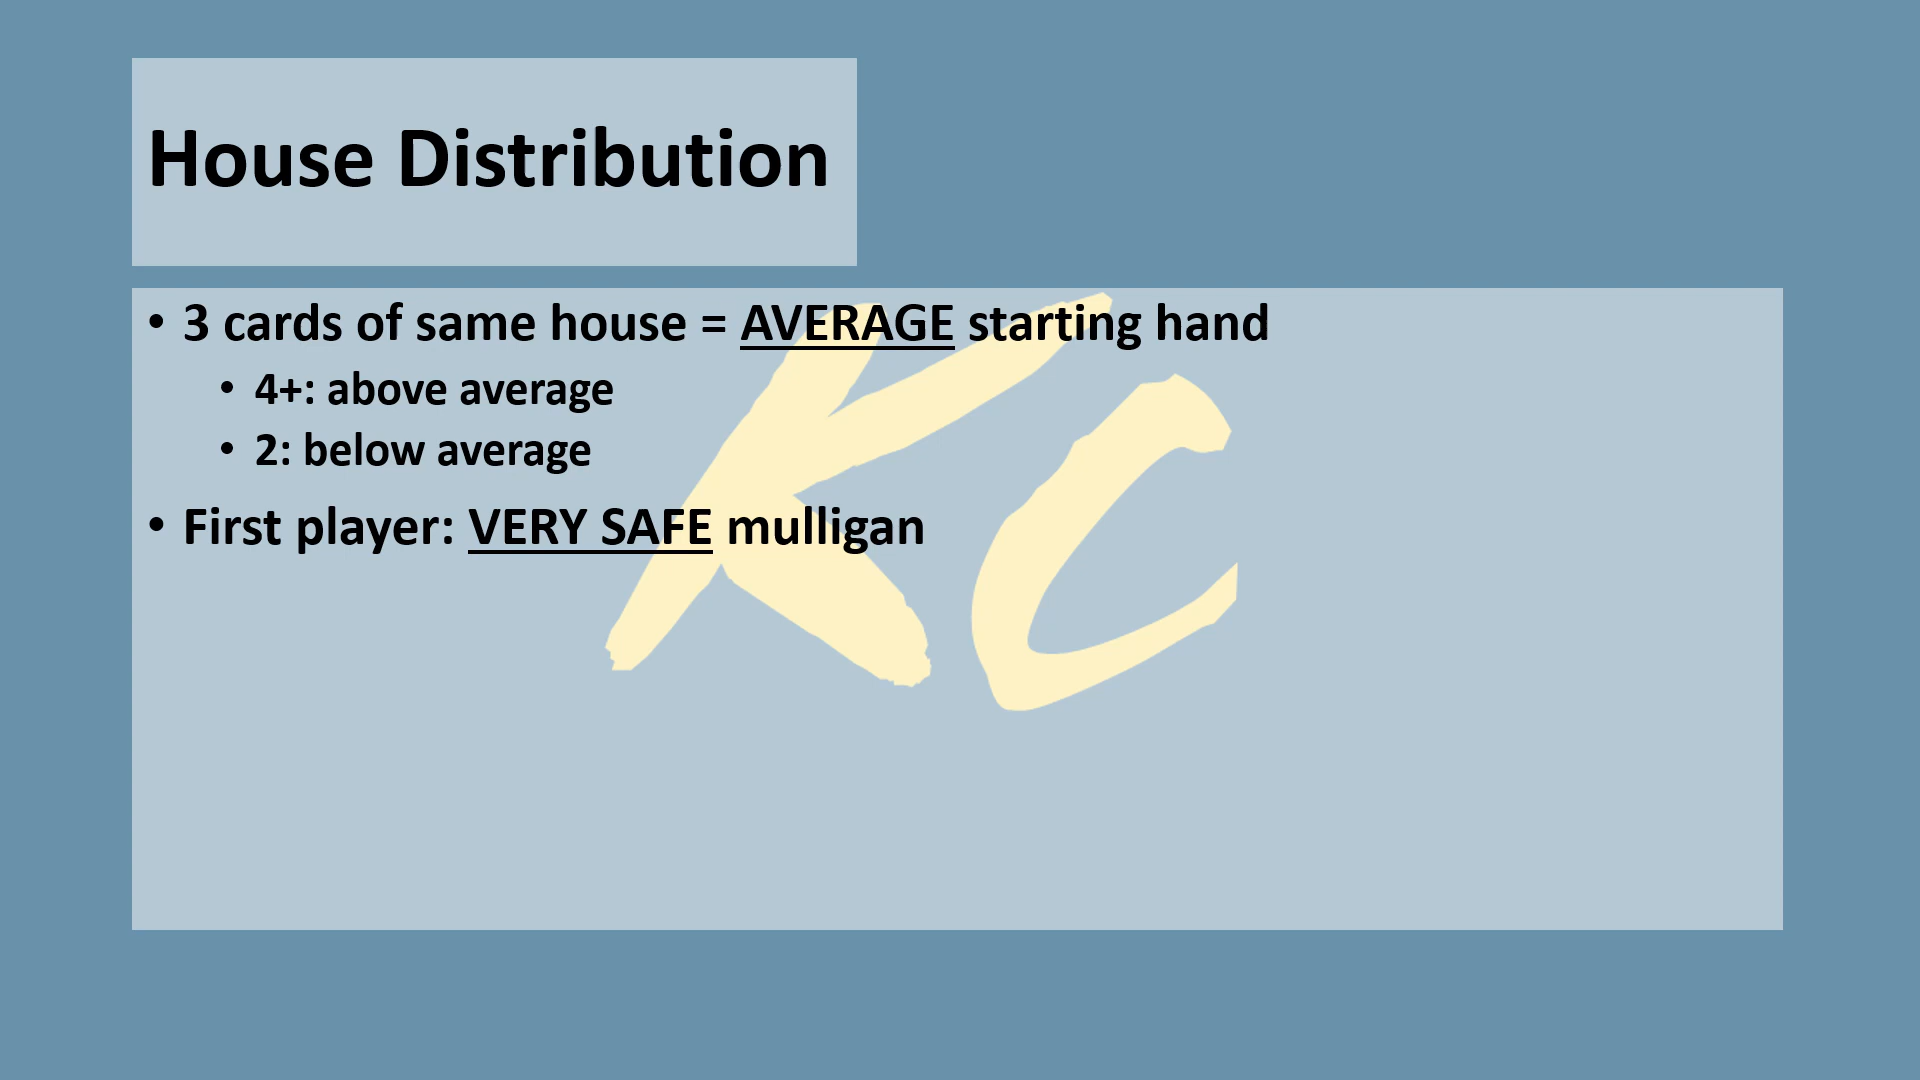 House Distribution
• 3 cards of same house = AVERAGE starting hand
• 4+: above average
• 2: below average
• First player: VERY SAFE mulligan
KC